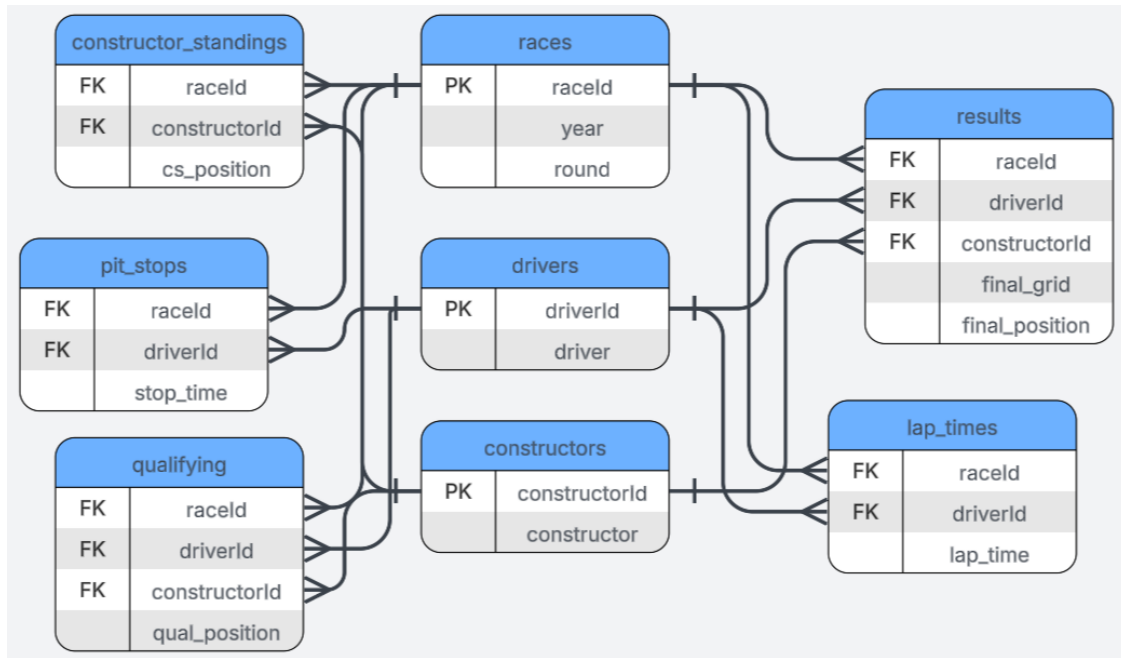 constructor_standings
FK raceId
FK constructorId
cs_position
races
PK raceId
year
round
results
FK raceId
FK driverId
FK constructorId
final_grid
final_position
pit_stops
FK raceId
FK driverId
stop_time
drivers
PK driverId
driver
qualifying
FK raceId
FK driverId
FK constructorId
qual_position
constructors
PK constructorId
constructor
lap_times
FK raceId
FK driverId
lap_time